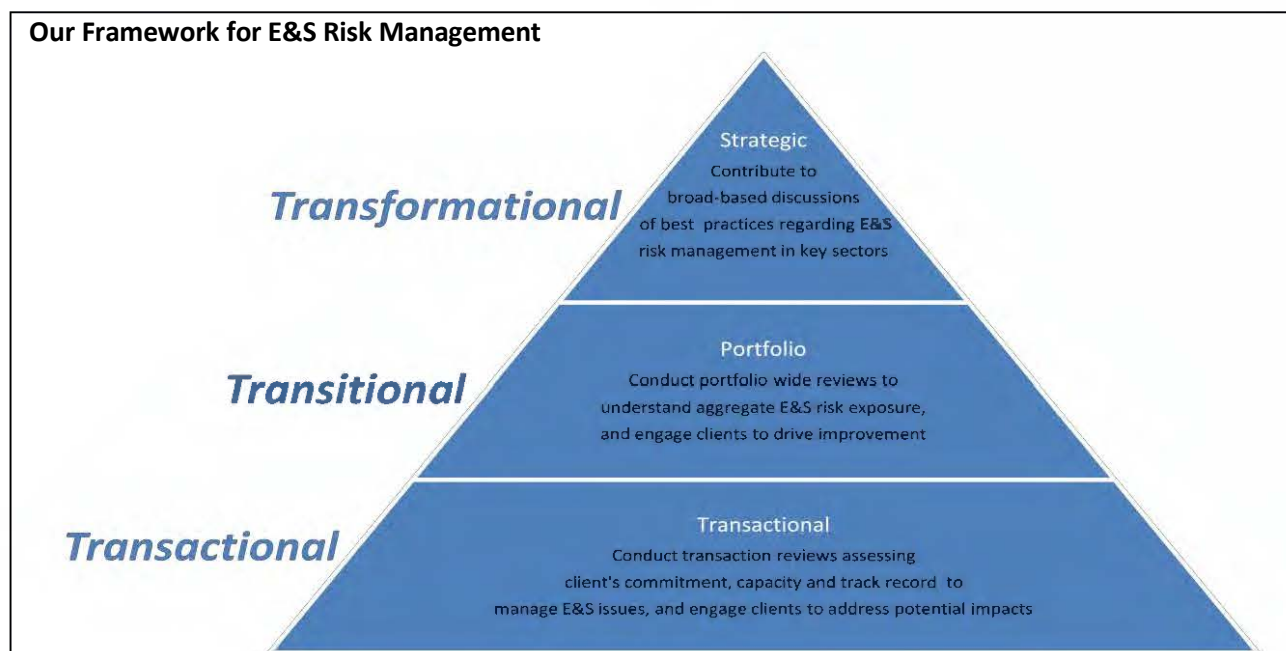 Our Framework for E&S Risk Management
Strategic
Contribute to
broad-based discussions
of best practices regarding E&S
risk management in key sectors
Transformational
Portfolio
Conduct portfolio wide reviews to
understand aggregate E&S risk exposure,
and engage clients to drive improvement
Transitional
Transactional
Conduct transaction reviews assessing
client's commitment, capacity and track record to
manage E&S issues, and engage clients to address potential impacts
Transactional